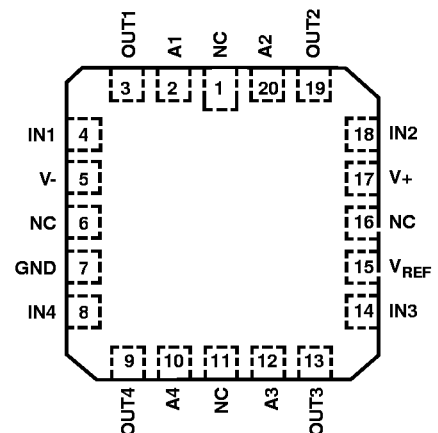 OUT1 A1 NC A2 OUT2
3 2 1 20 19
IN1 4 18 IN2
V- 5 17 V+
NC 6 16 NC
GND 7 15 VREF
IN4 8 14 IN3
9 10 11 12 13
OUT4 A4 NC A3 OUT3